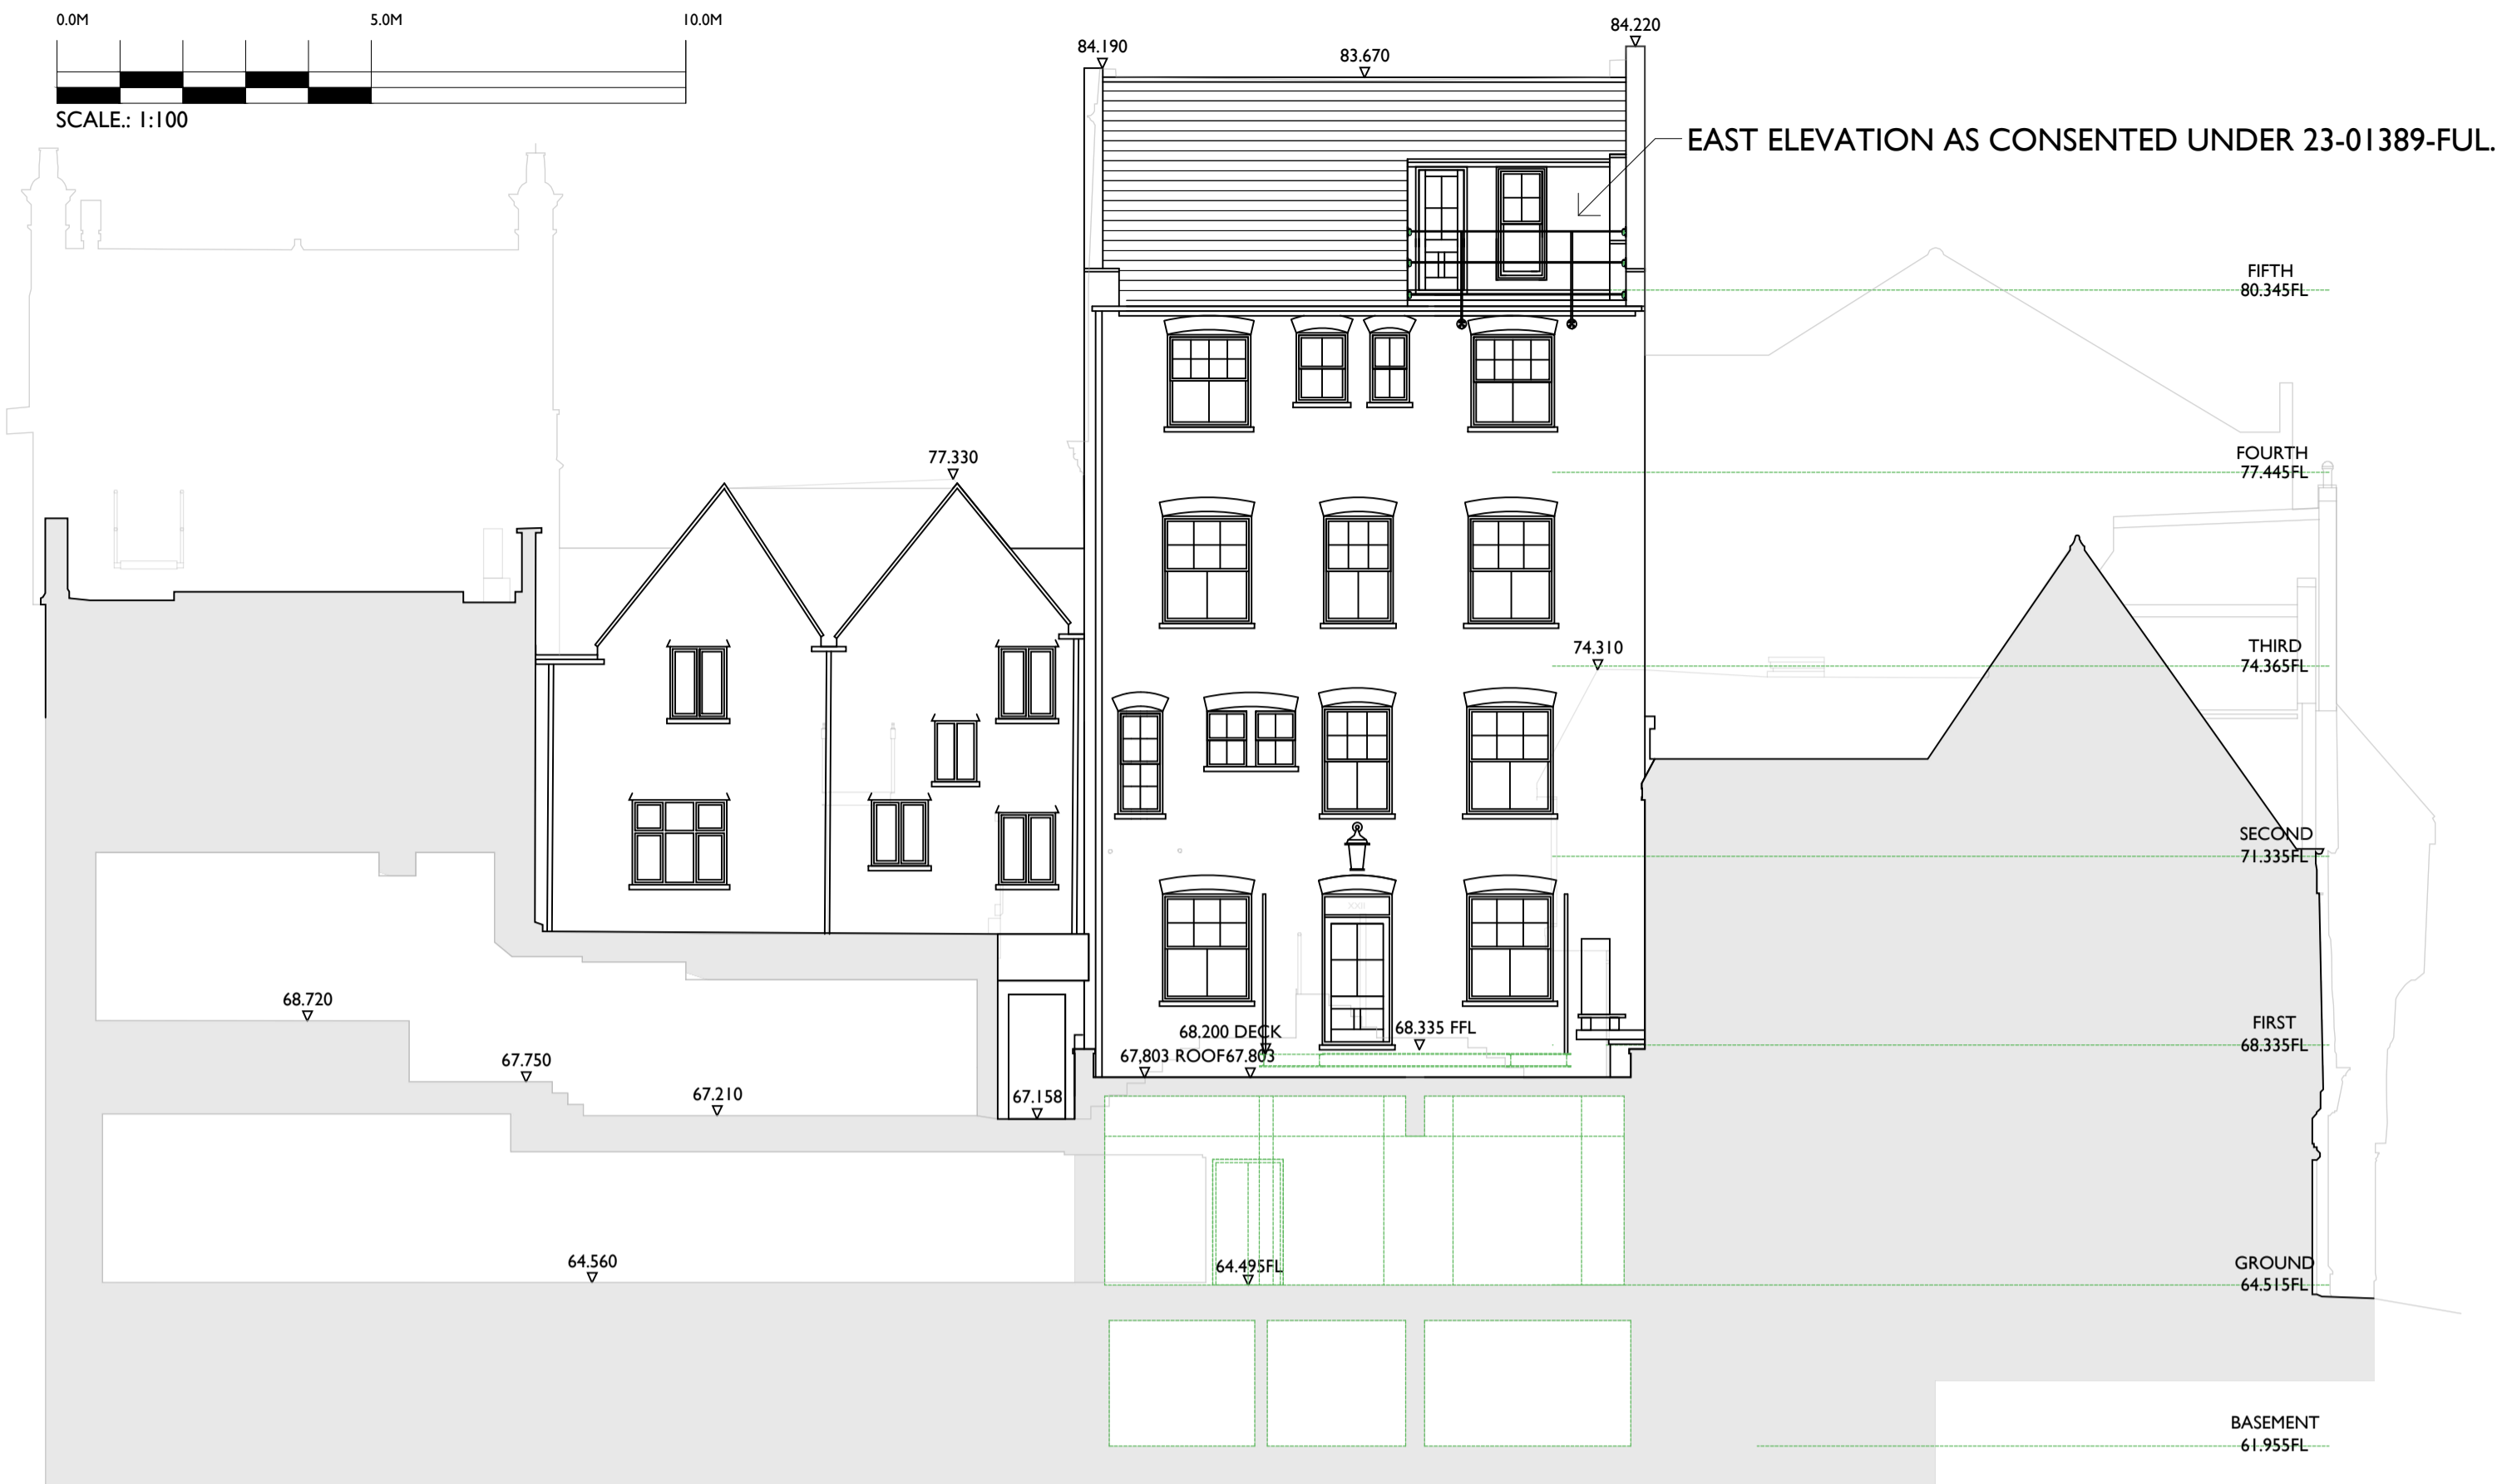 0.0M 5.0M 10.0M
SCALE.: 1:100
84.190
83.670
84.220
EAST ELEVATION AS CONSENTED UNDER 23-01389-FUL.
FIFTH
80.345FL
77.330
FOURTH
77.445FL
74.310
THIRD
74.365FL
SECOND
71.335FL
XXII
68.720
67.750
67.210
67.158
68.200 DECK
68.335 FFL
67,803 ROOF
67.803
FIRST
68.335FL
64.560
64.495FL
GROUND
64.515FL
BASEMENT
61.955FL